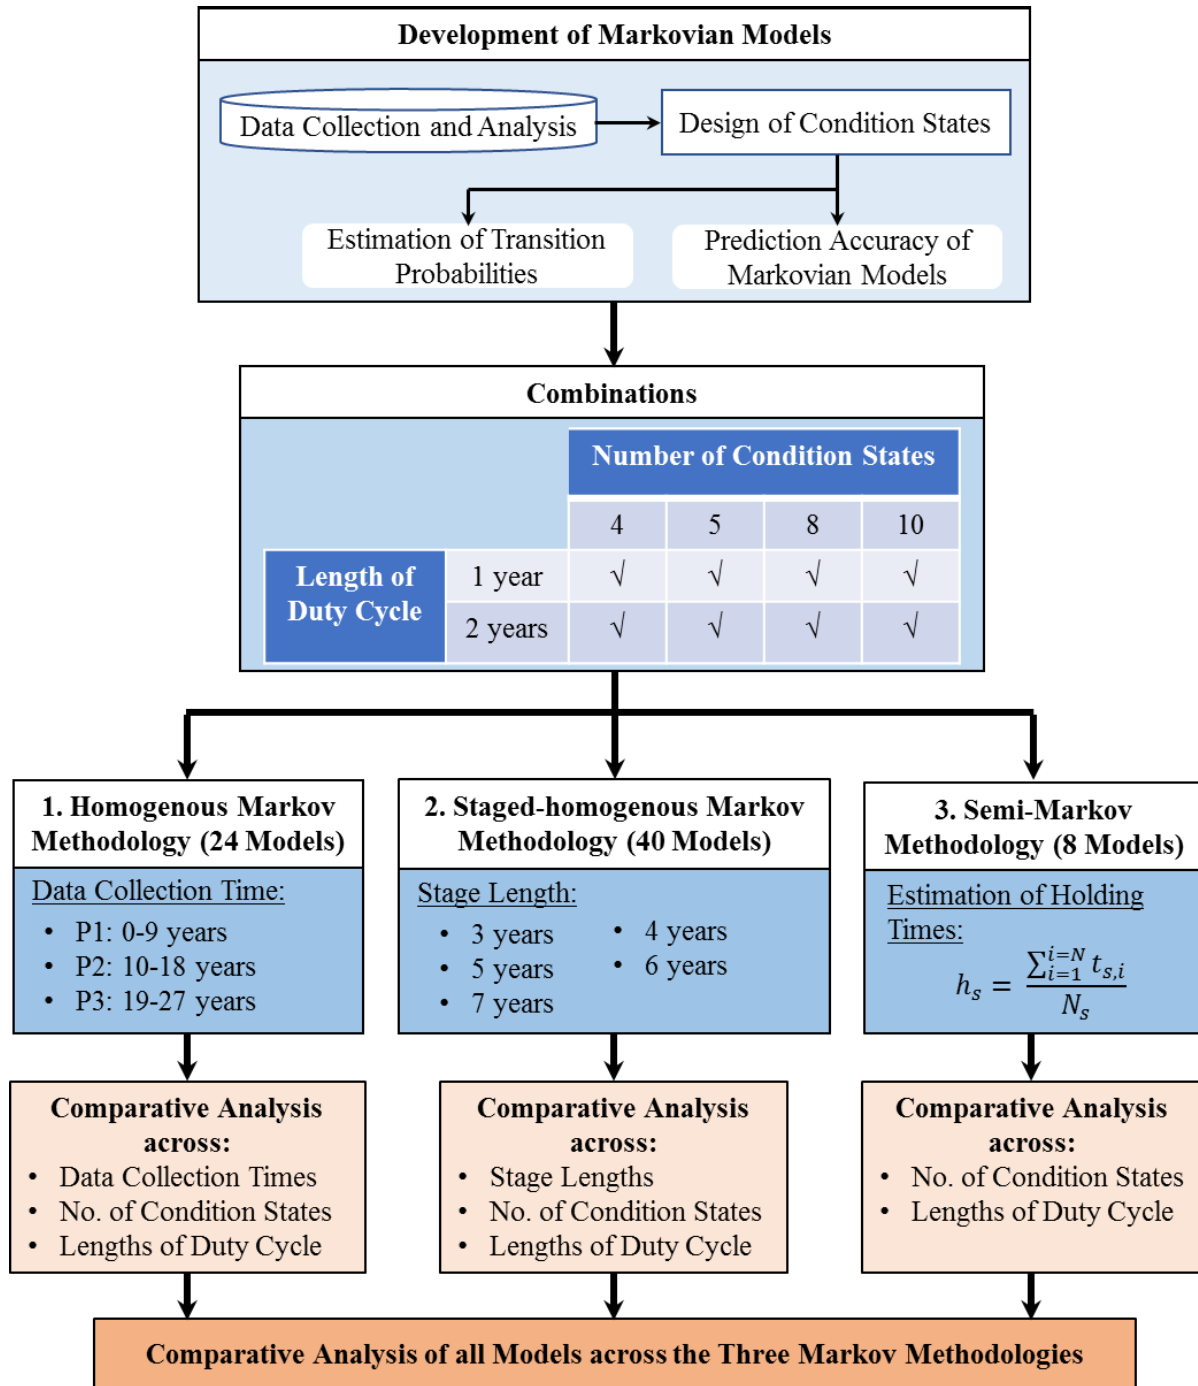 Development of Markovian Models
Data Collection and Analysis
Design of Condition States
Estimation of Transition
Probabilities
Prediction Accuracy of
Markovian Models
Combinations
Number of Condition States
4 5 8 10
Length of
Duty Cycle
1 year √ √ √ √
2 years √ √ √ √
1. Homogenous Markov
Methodology (24 Models)
Data Collection Time:
• P1: 0-9 years
• P2: 10-18 years
• P3: 19-27 years
2. Staged-homogenous Markov
Methodology (40 Models)
Stage Length:
• 3 years
• 5 years
• 7 years
• 4 years
• 6 years
3. Semi-Markov
Methodology (8 Models)
Estimation of Holding
Times:
h_s = \frac{\sum_{i=1}^{i=N} t_{s,i}}{N_s}
Comparative Analysis
across:
• Data Collection Times
• No. of Condition States
• Lengths of Duty Cycle
Comparative Analysis
across:
• Stage Lengths
• No. of Condition States
• Lengths of Duty Cycle
Comparative Analysis
across:
• No. of Condition States
• Lengths of Duty Cycle
Comparative Analysis of all Models across the Three Markov Methodologies